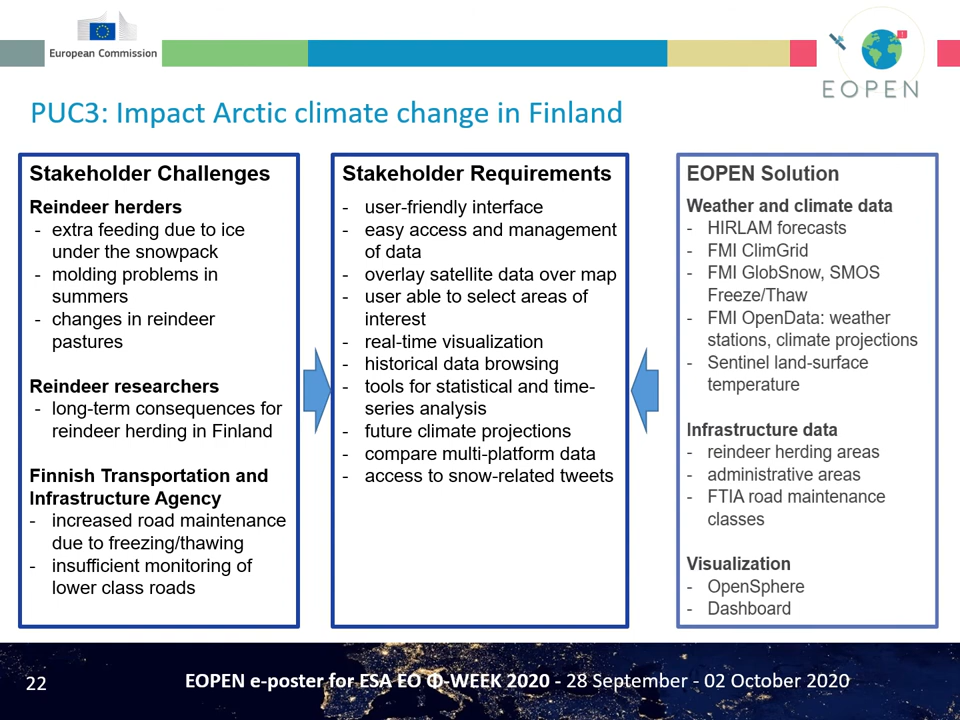 European Commission
EOPEN
PUC3: Impact Arctic climate change in Finland
Stakeholder Challenges
Reindeer herders
- extra feeding due to ice
under the snowpack
- molding problems in
summers
- changes in reindeer
pastures
Reindeer researchers
- long-term consequences for
reindeer herding in Finland
Finnish Transportation and
Infrastructure Agency
- increased road maintenance
due to freezing/thawing
- insufficient monitoring of
lower class roads
Stakeholder Requirements
- user-friendly interface
- easy access and management
of data
- overlay satellite data over map
- user able to select areas of
interest
- real-time visualization
- historical data browsing
- tools for statistical and time-
series analysis
- future climate projections
- compare multi-platform data
- access to snow-related tweets
EOPEN Solution
Weather and climate data
- HIRLAM forecasts
- FMI ClimGrid
- FMI GlobSnow, SMOS
Freeze/Thaw
- FMI OpenData: weather
stations, climate projections
- Sentinel land-surface
temperature
Infrastructure data
- reindeer herding areas
- administrative areas
- FTIA road maintenance
classes
Visualization
- OpenSphere
- Dashboard
22
EOPEN e-poster for ESA EO Φ-WEEK 2020 - 28 September - 02 October 2020